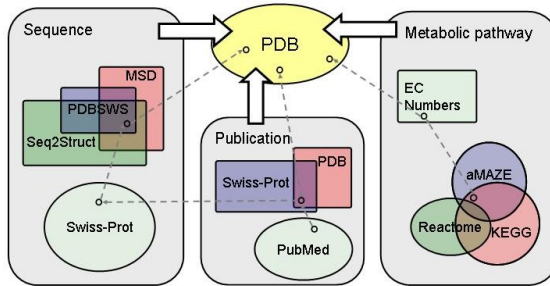 Sequence
PDB
Metabolic pathway
MSD
PDBSWS
Seq2Struct
Swiss-Prot
Publication
PDB
Swiss-Prot
PubMed
EC
Numbers
aMAZE
Reactome
KEGG